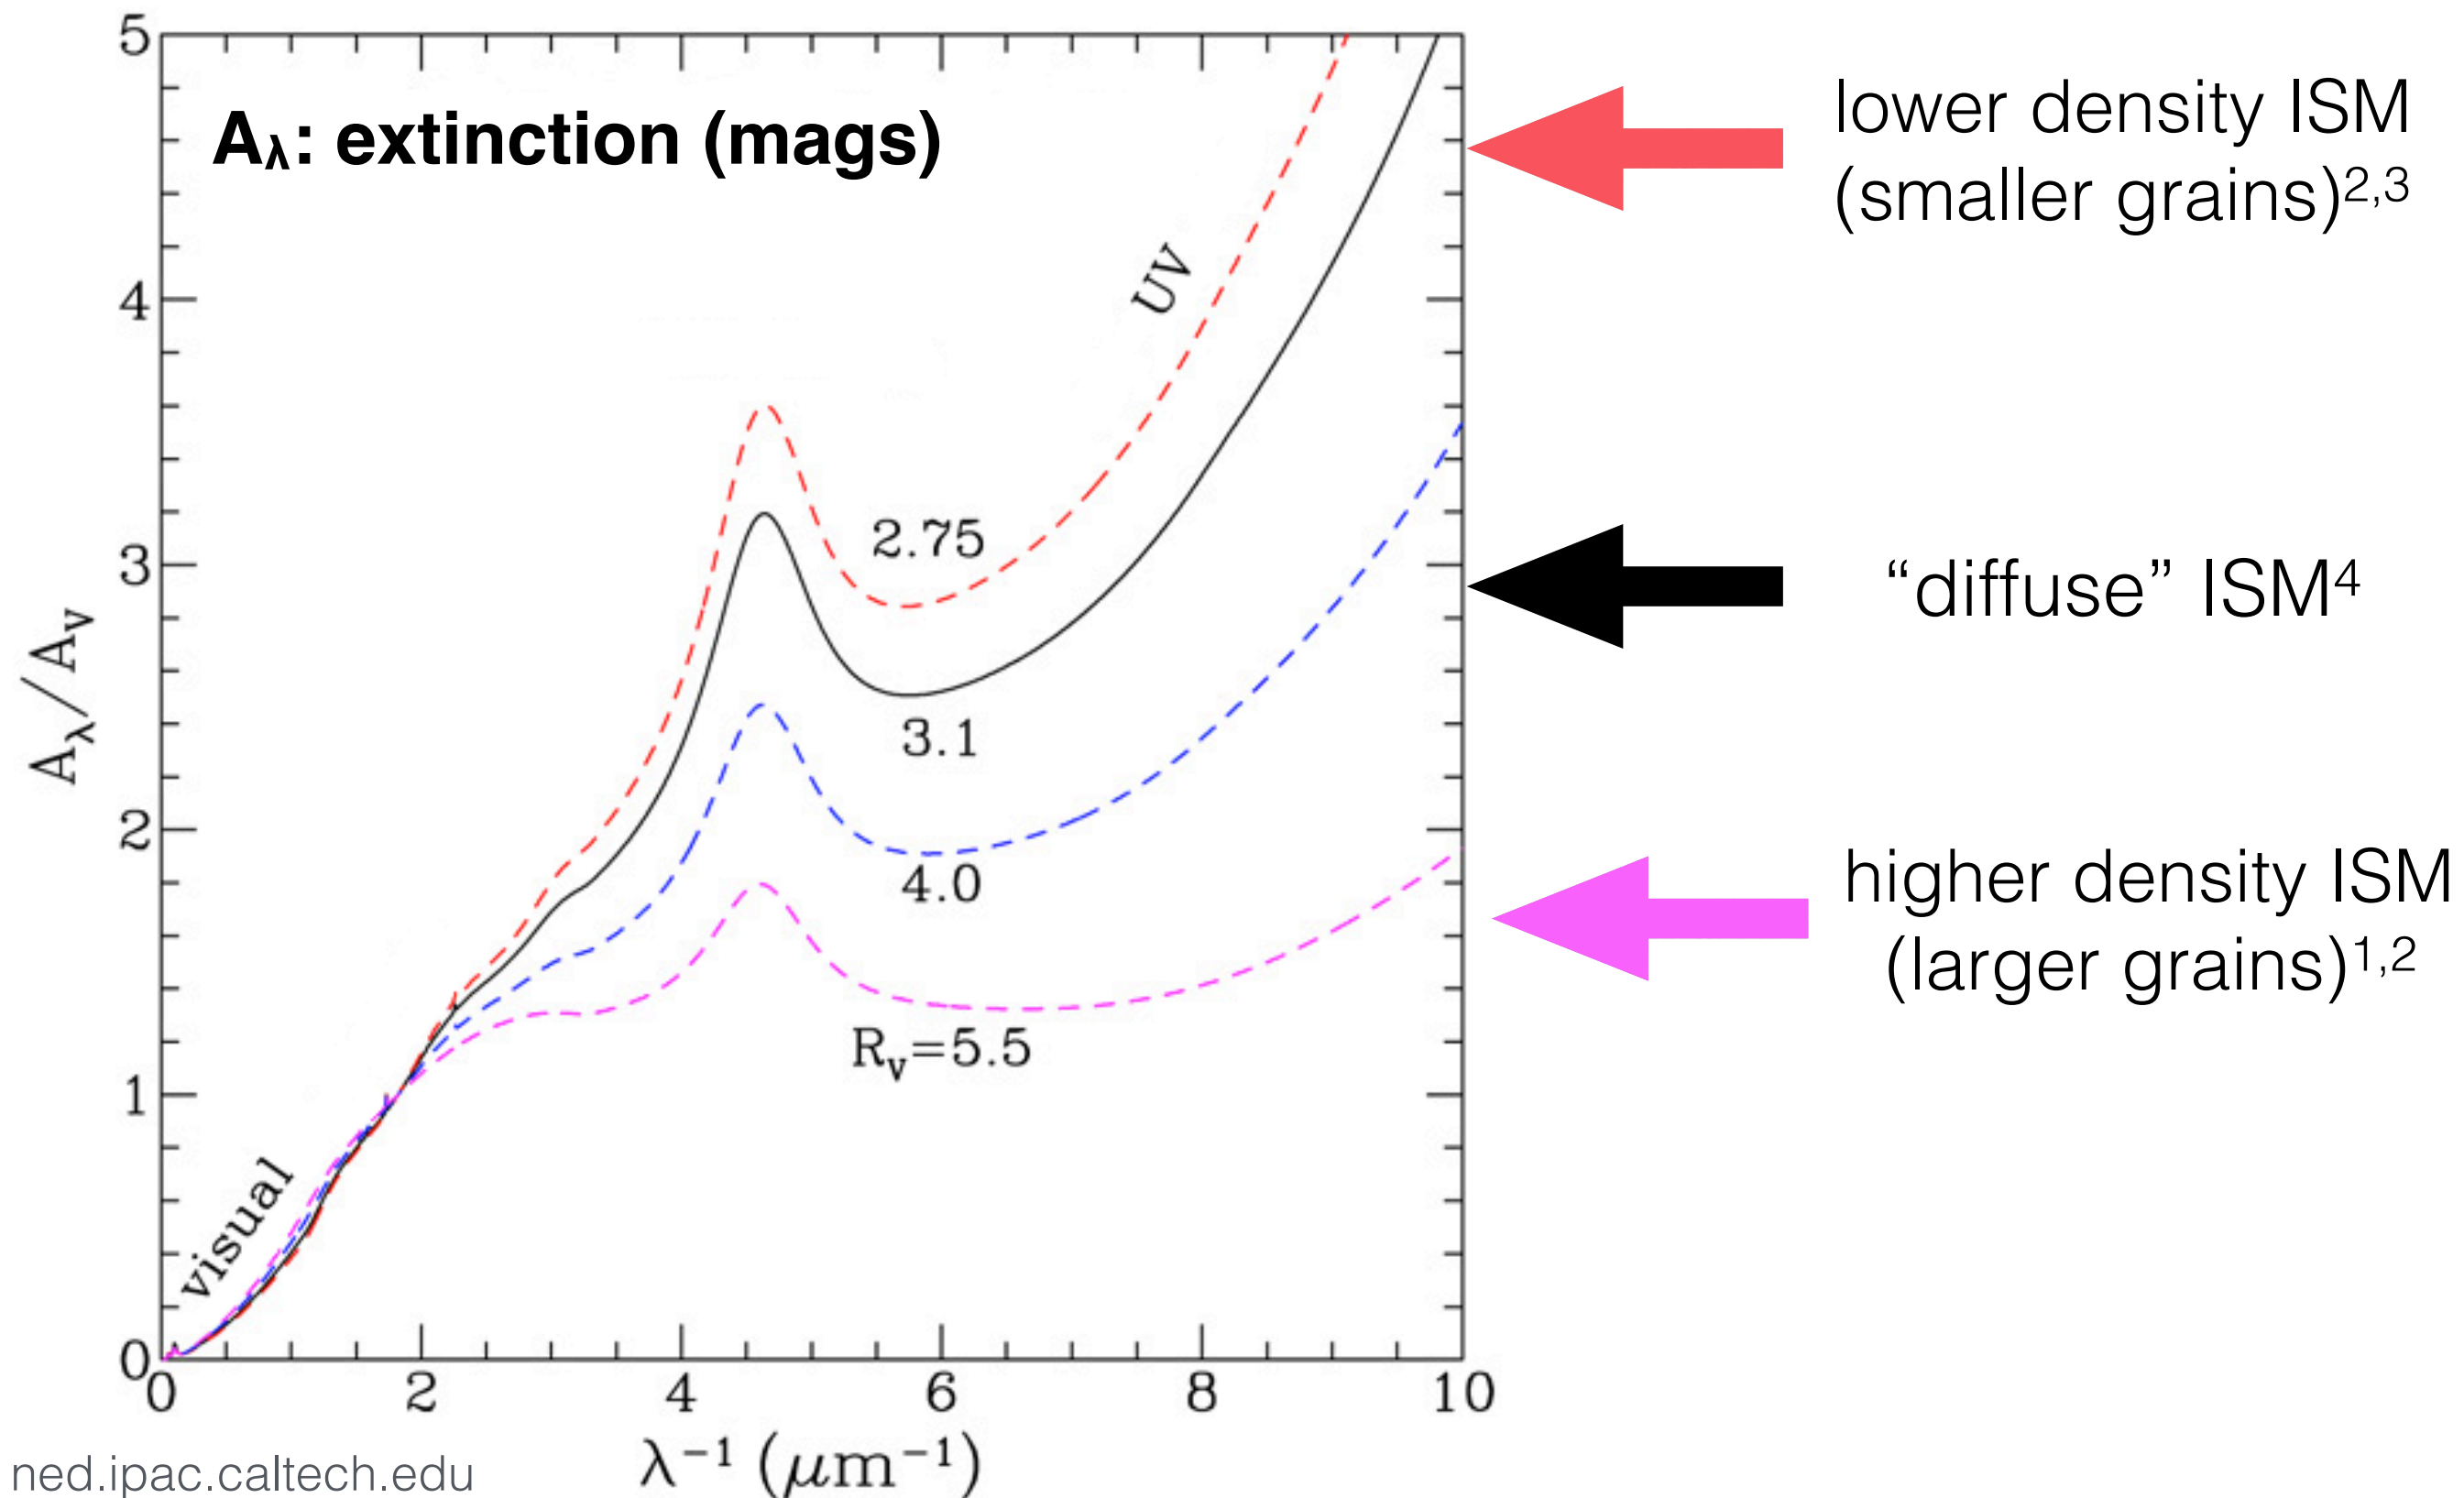 5
4
3
2
1
0
0 2 4 6 8 10
Aλ/AV
λ⁻¹ (μm⁻¹)
Aλ: extinction (mags)
UV
visual
2.75
3.1
4.0
RV=5.5
lower density ISM
(smaller grains)2,3
“diffuse” ISM4
higher density ISM
(larger grains)1,2
ned.ipac.caltech.edu